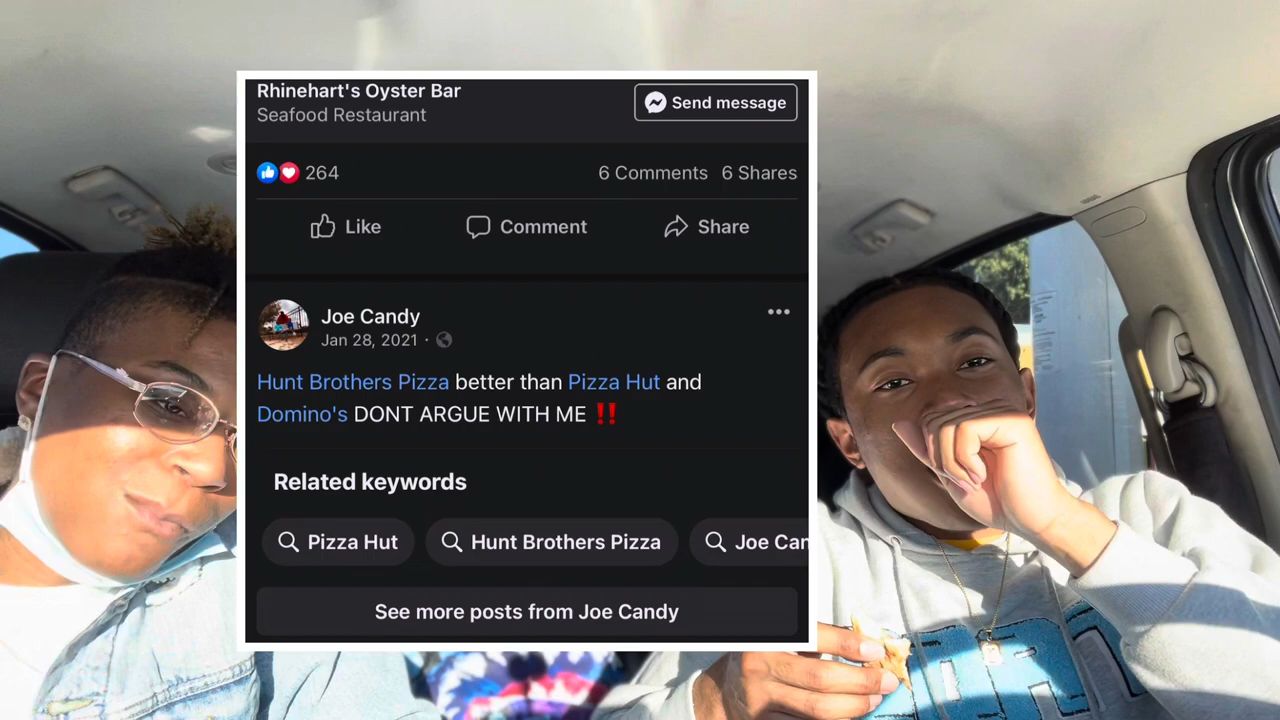 Rhinehart's Oyster Bar
Send message
Seafood Restaurant
264
6 Comments 6 Shares
Like
Comment
Share
Joe Candy
Jan 28, 2021 ·
Hunt Brothers Pizza better than Pizza Hut and
Domino's DONT ARGUE WITH ME ‼️
Related keywords
Pizza Hut
Hunt Brothers Pizza
Joe Can
See more posts from Joe Candy